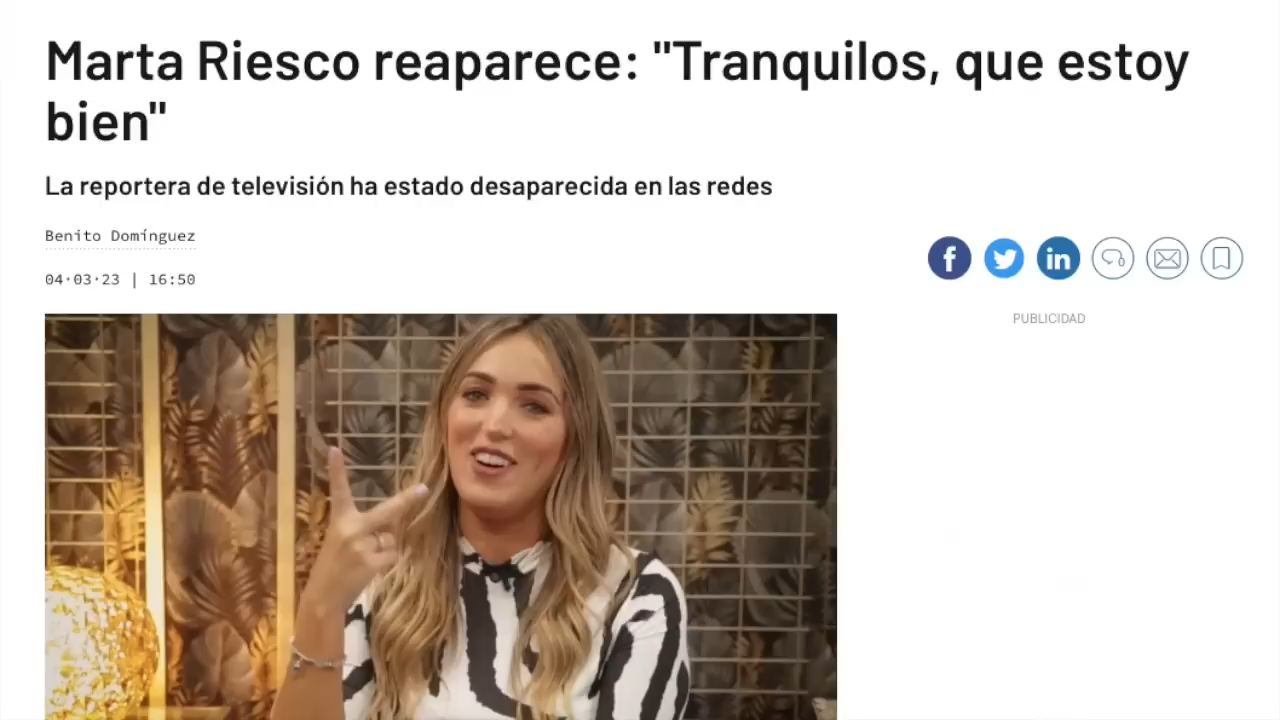 Marta Riesco reaparece: "Tranquilos, que estoy
bien"
La reportera de televisión ha estado desaparecida en las redes
Benito Domínguez
04·03·23 | 16:50
PUBLICIDAD